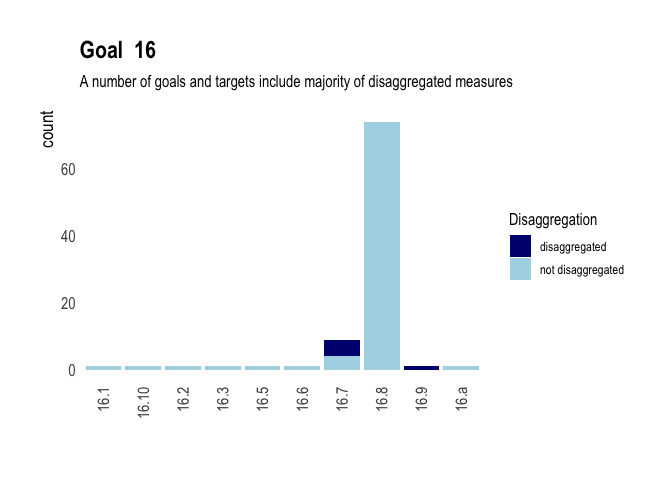 Goal  16
A number of goals and targets include majority of disaggregated measures
count
60
40
20
0
16.1
16.10
16.2
16.3
16.5
16.6
16.7
16.8
16.9
16.a
Disaggregation
disaggregated
not disaggregated